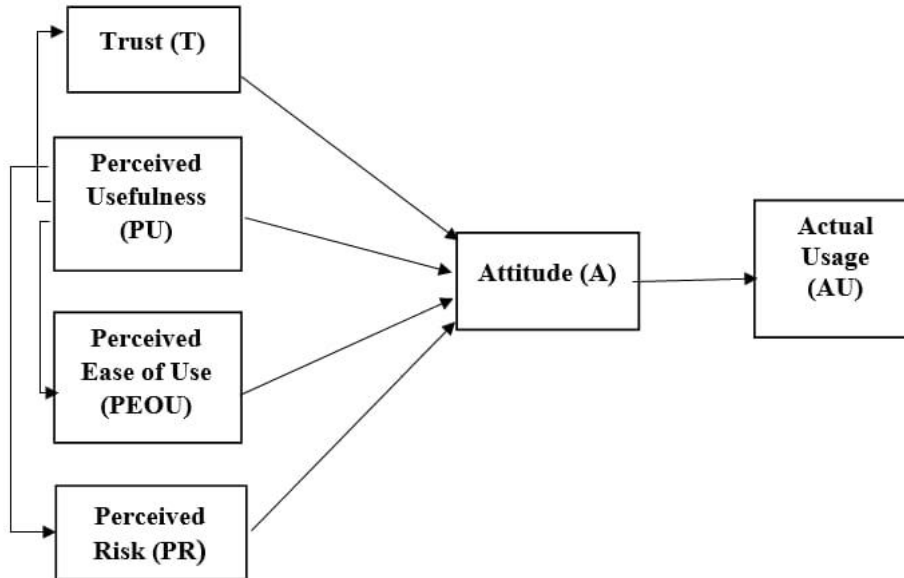 Trust (T)
Perceived
Usefulness
(PU)
Perceived
Ease of Use
(PEOU)
Perceived
Risk (PR)
Attitude (A)
Actual
Usage
(AU)